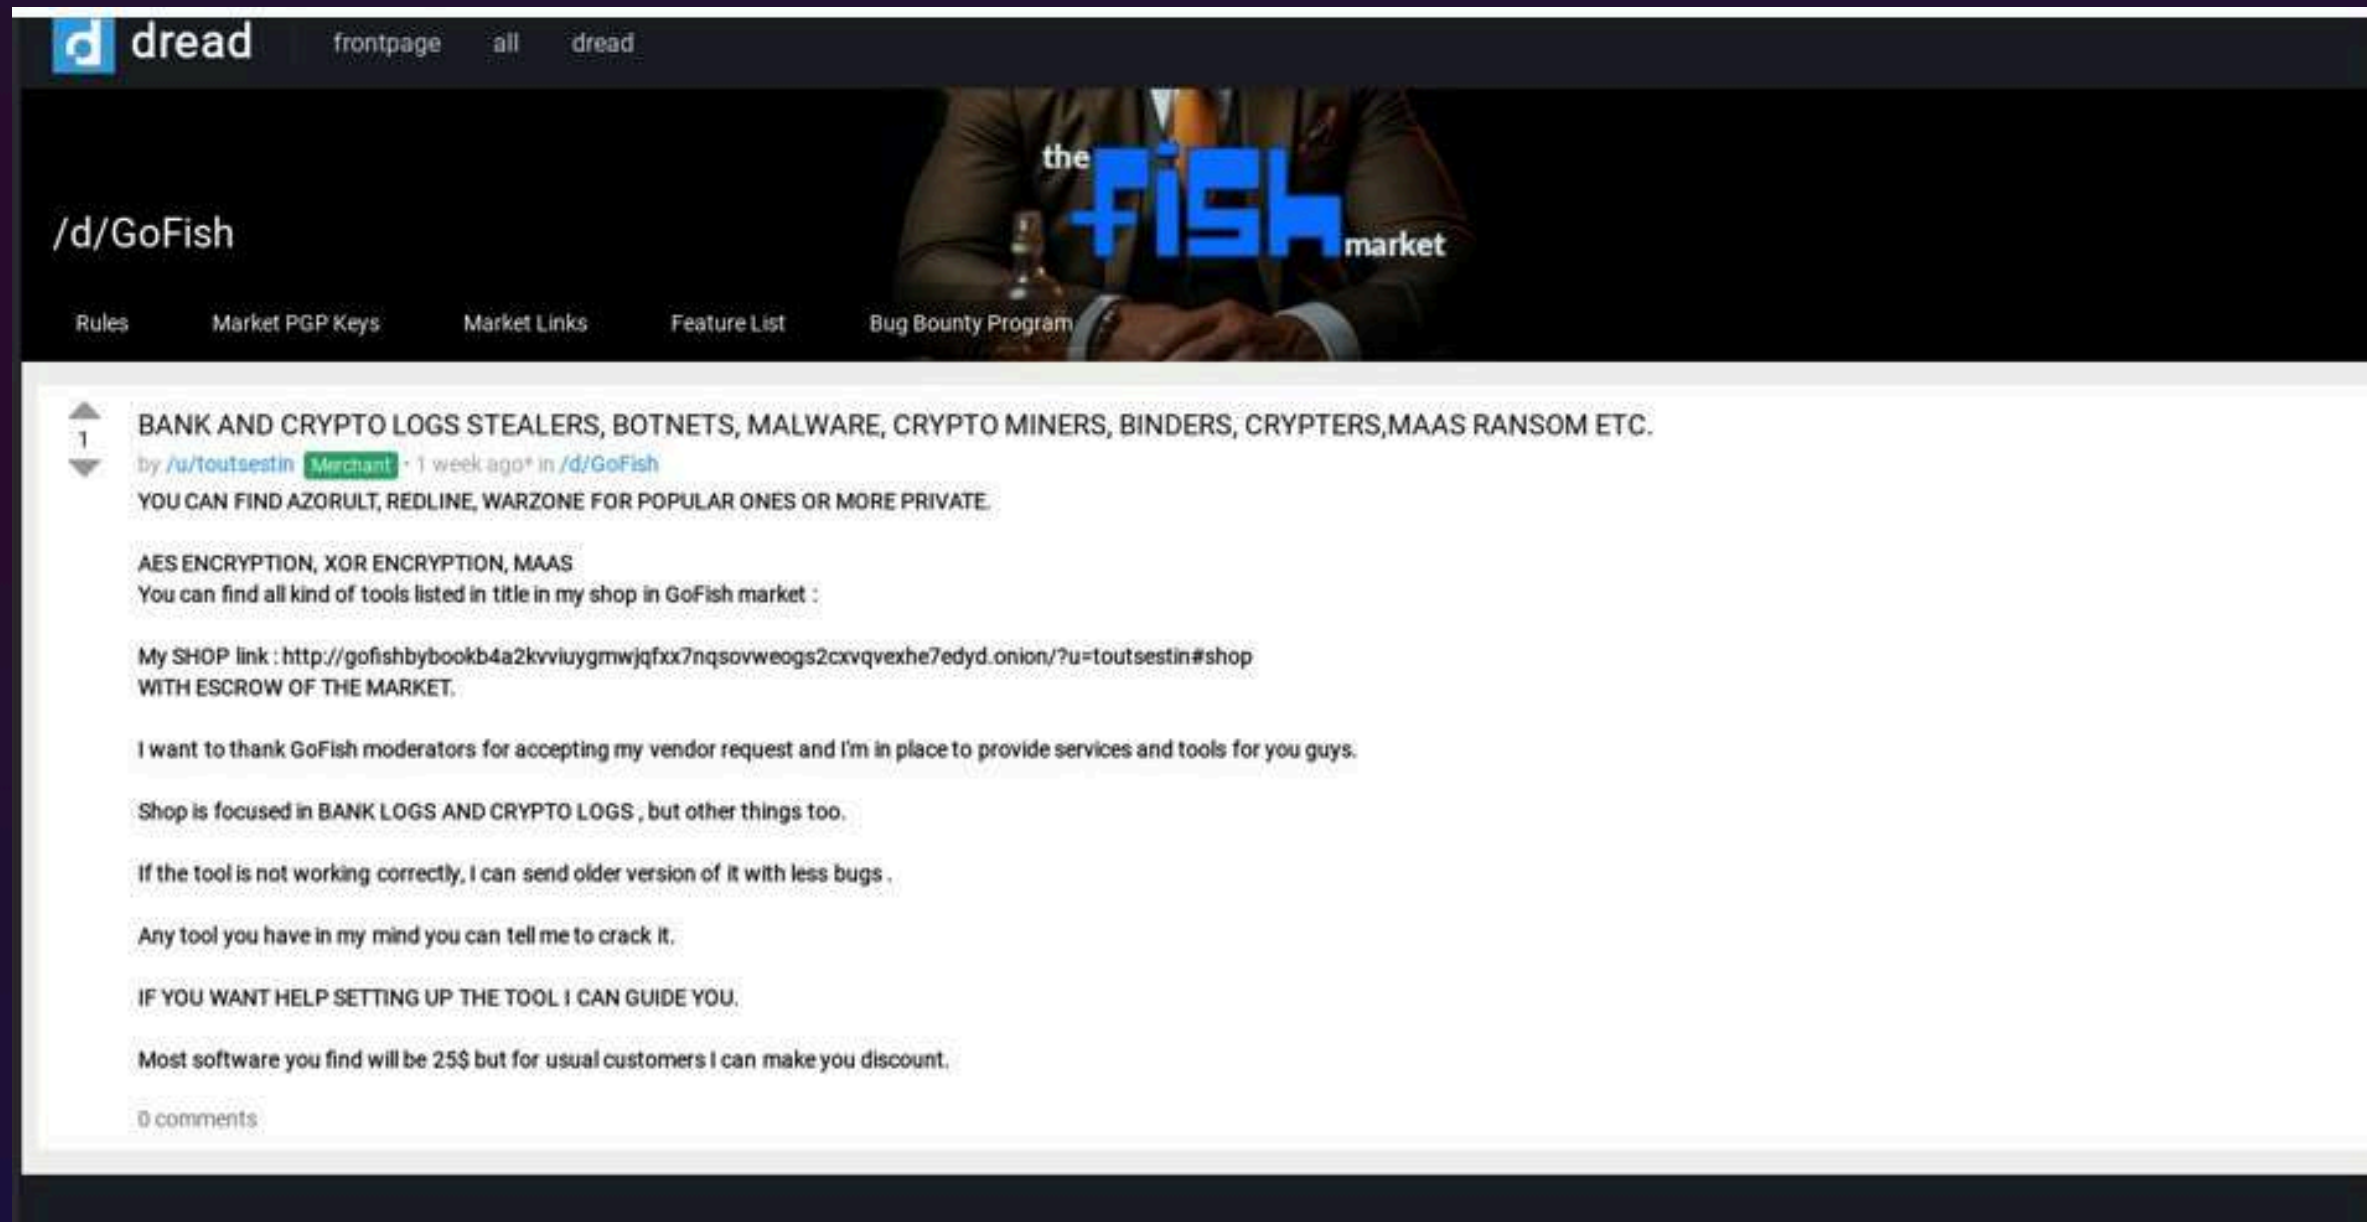 dread frontpage all dread
the fish market
/d/GoFish
Rules Market PGP Keys Market Links Feature List Bug Bounty Program
1
BANK AND CRYPTO LOGS STEALERS, BOTNETS, MALWARE, CRYPTO MINERS, BINDERS, CRYPTERS,MAAS RANSOM ETC.
by /u/toutsestin Merchant • 1 week ago* in /d/GoFish
YOU CAN FIND AZORULT, REDLINE, WARZONE FOR POPULAR ONES OR MORE PRIVATE.
AES ENCRYPTION, XOR ENCRYPTION, MAAS
You can find all kind of tools listed in title in my shop in GoFish market :
My SHOP link : http://gofishbybookb4a2kvviuygmwjqfxx7nqsovweogs2cxvqvexhe7edyd.onion/?u=toutsestin#shop
WITH ESCROW OF THE MARKET.
I want to thank GoFish moderators for accepting my vendor request and I'm in place to provide services and tools for you guys.
Shop is focused in BANK LOGS AND CRYPTO LOGS , but other things too.
If the tool is not working correctly, I can send older version of it with less bugs .
Any tool you have in my mind you can tell me to crack it.
IF YOU WANT HELP SETTING UP THE TOOL I CAN GUIDE YOU.
Most software you find will be 25$ but for usual customers I can make you discount.
0 comments